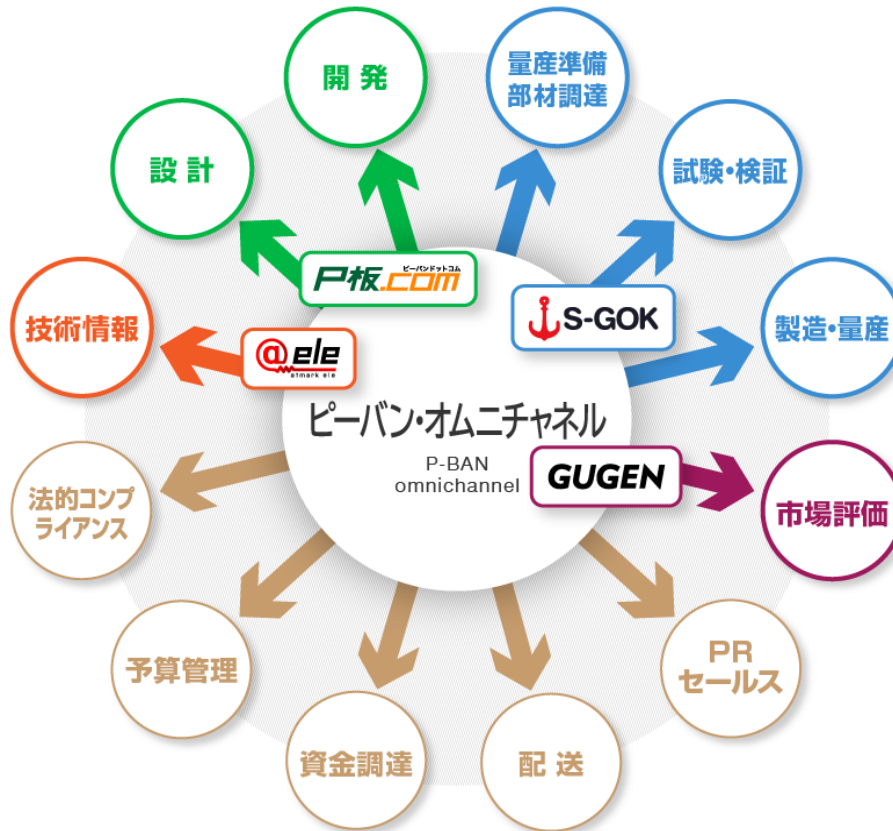 開発
量産準備
部材調達
設計
試験・検証
ピーバンドットコム
P板.com
S-GOK
技術情報
製造・量産
@ele
atmark ele
ピーバン・オムニチャネル
P-BAN
omnichannel
GUGEN
法的コンプ
ライアンス
市場評価
予算管理
PR
セールス
資金調達
配送